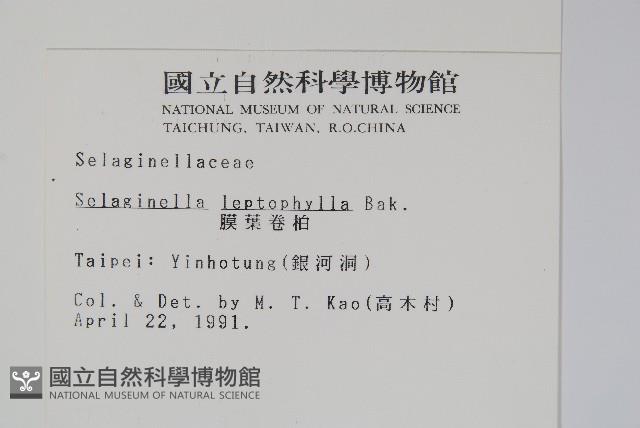 國立自然科學博物館
NATIONAL MUSEUM OF NATURAL SCIENCE
TAICHUNG, TAIWAN, R.O.CHINA
Selaginellaceae
Selaginella leptophylla Bak.
膜葉卷柏
Taipei: Yinhotung(銀河洞)
Col. & Det. by M. T. Kao(高木村)
April 22, 1991.
國立自然科學博物館
NATIONAL MUSEUM OF NATURAL SCIENCE